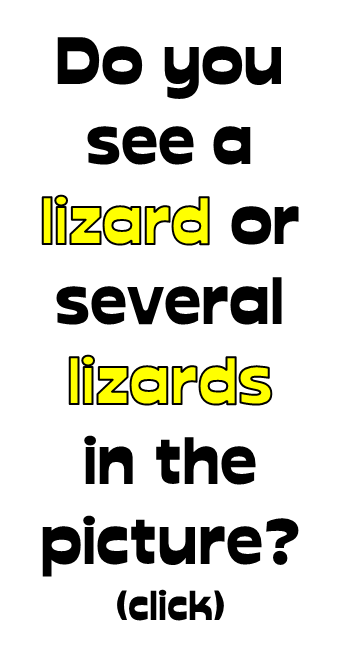 Do you
see a
lizard or
several
lizards
in the
picture?
(click)